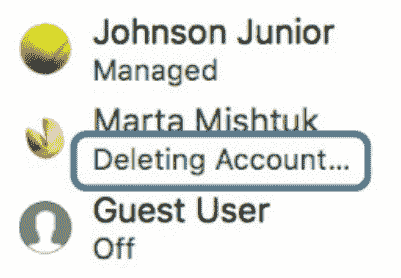 Johnson Junior
Managed
Marta Mishtuk
Deleting Account...
Guest User
Off